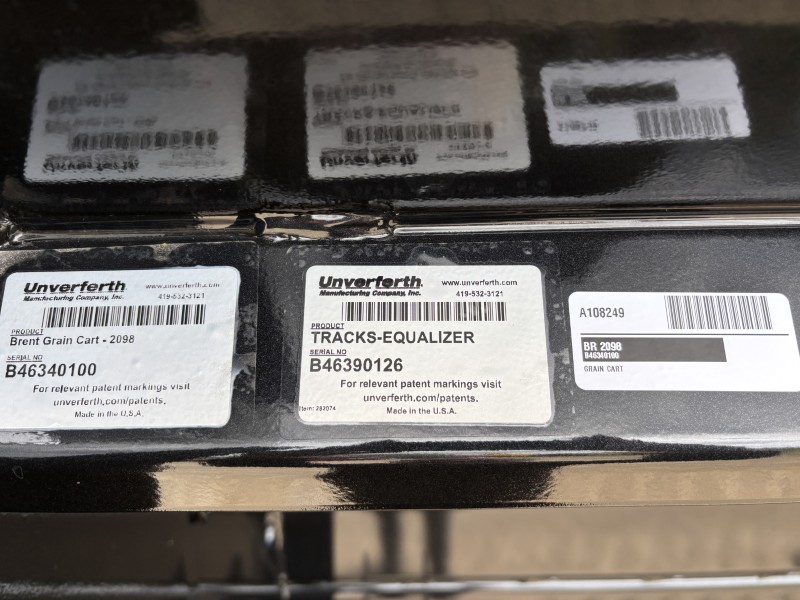 Unverferth
Manufacturing Company, Inc.
www.unverferth.com
419-532-3121
PRODUCT
Brent Grain Cart - 2098
SERIAL NO
B46340100
For relevant patent markings visit
unverferth.com/patents.
Made in the U.S.A.
Unverferth
Manufacturing Company, Inc.
www.unverferth.com
419-532-3121
PRODUCT
TRACKS-EQUALIZER
SERIAL NO
B46390126
For relevant patent markings visit
unverferth.com/patents.
Item: 282074
Made in the U.S.A.
A108249
BR 2098
B46340100
GRAIN CART